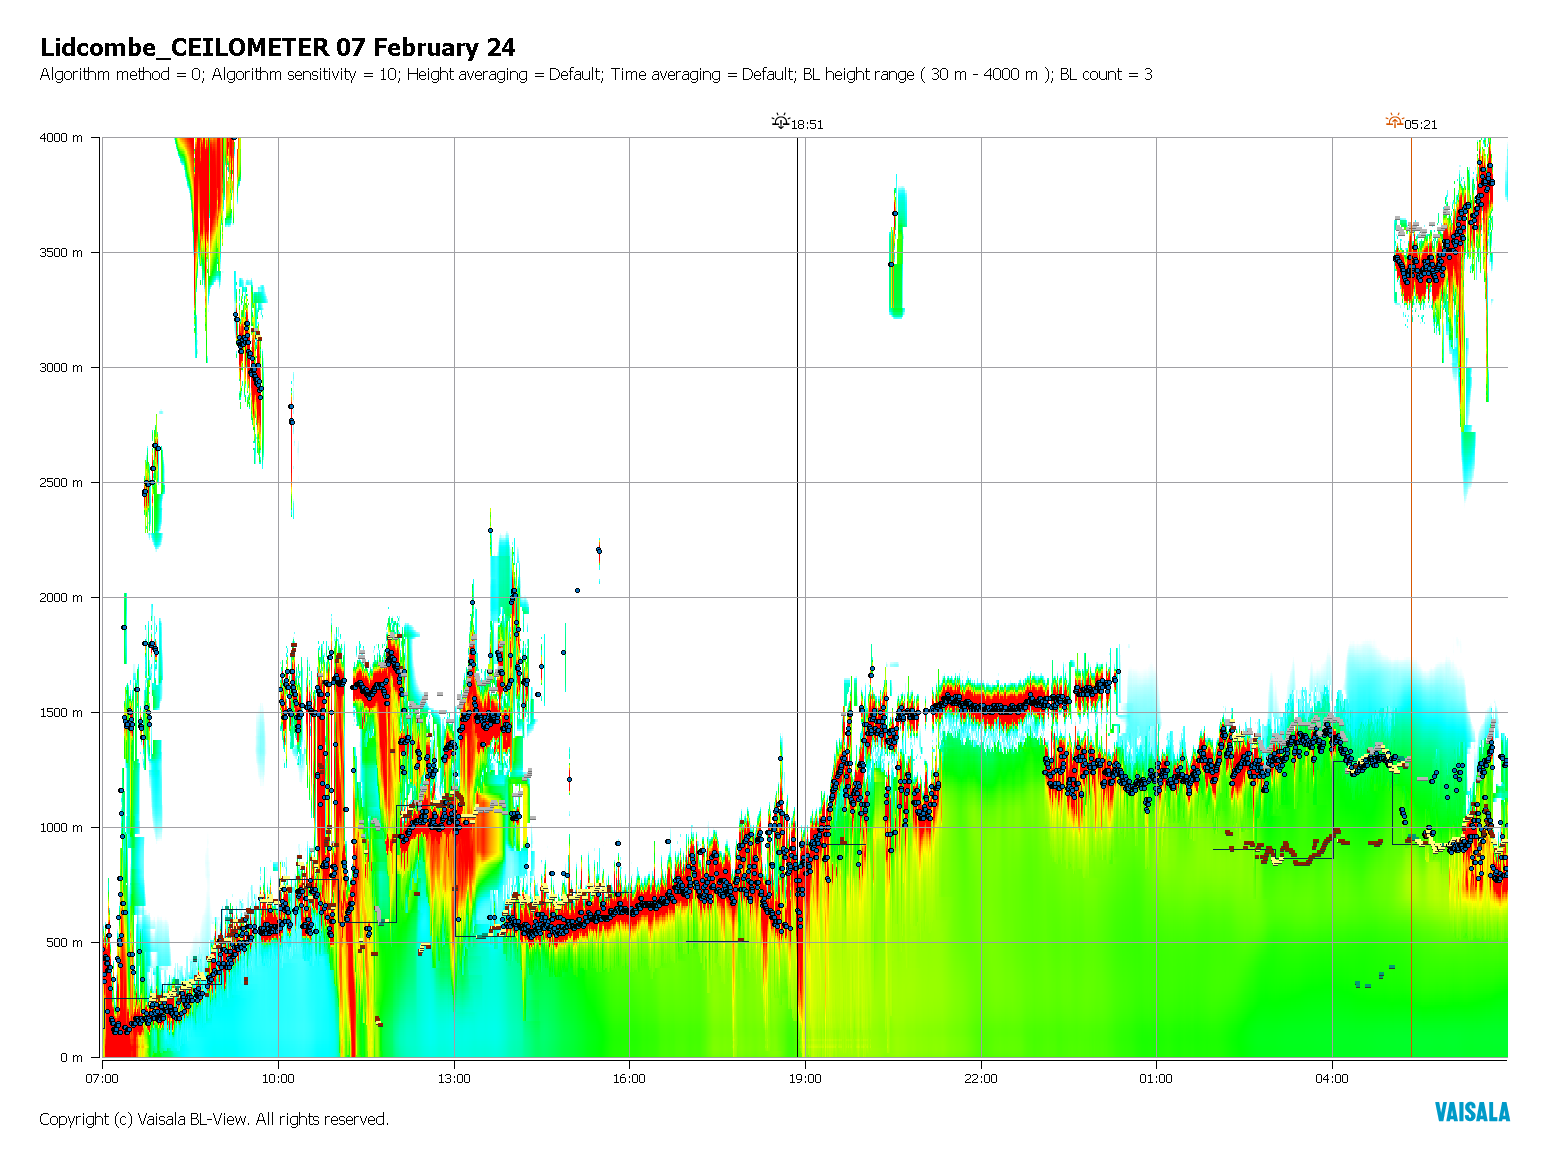 Lidcombe_CEILOMETER 07 February 24
Algorithm method = 0; Algorithm sensitivity = 10; Height averaging = Default; Time averaging = Default; BL height range ( 30 m - 4000 m ); BL count = 3
18:51
05:21
4000 m
3500 m
3000 m
2500 m
2000 m
1500 m
1000 m
500 m
0 m
07:00
10:00
13:00
16:00
19:00
22:00
01:00
04:00
Copyright (c) Vaisala BL-View. All rights reserved.
VAISALA